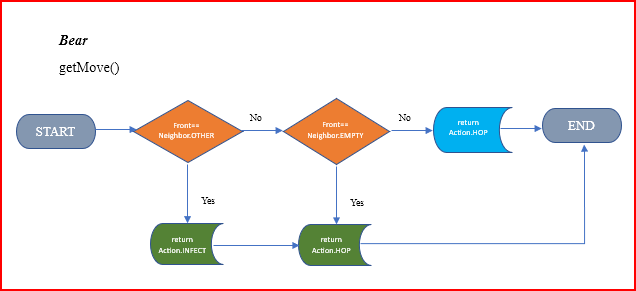 Bear
getMove()
START
Front==
Neighbor.OTHER
No
Front==
Neighbor.EMPTY
No
return
Action.HOP
END
Yes
Yes
return
Action.INFECT
return
Action.HOP